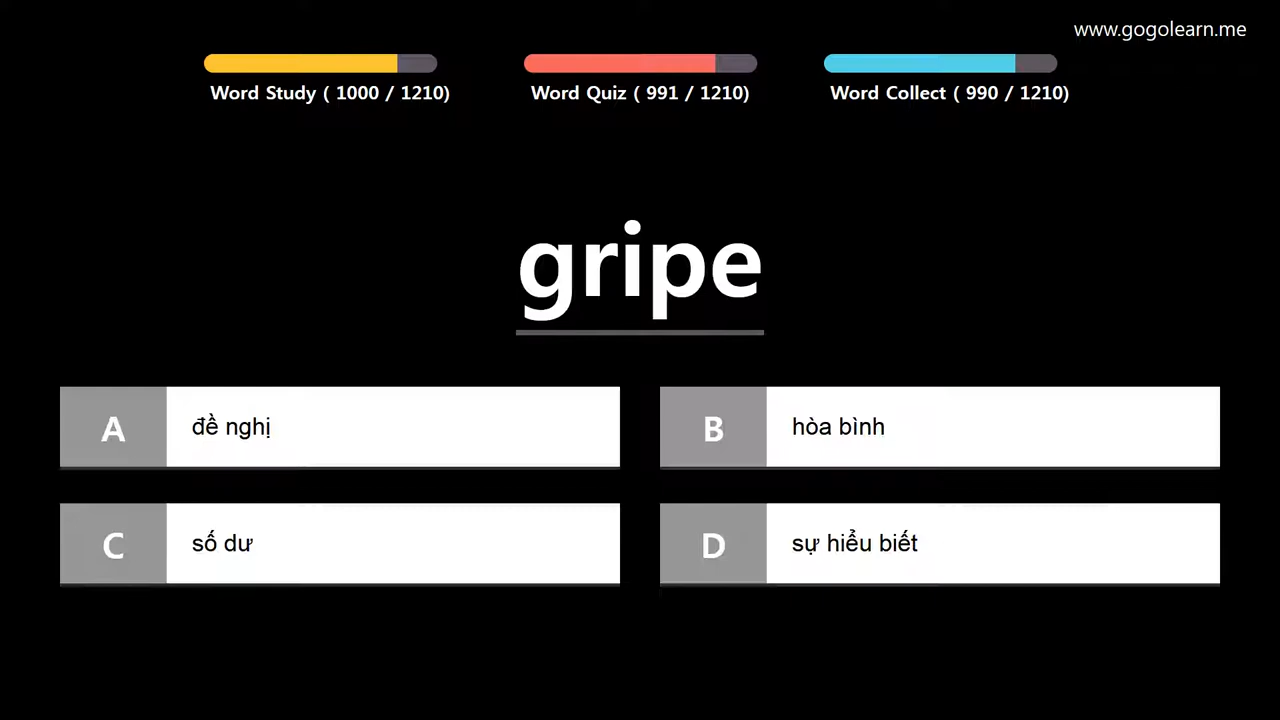 www.gogolearn.me
Word Study ( 1000 / 1210)
Word Quiz ( 991 / 1210)
Word Collect ( 990 / 1210)
gripe
A đề nghị
B hòa bình
C số dư
D sự hiểu biết